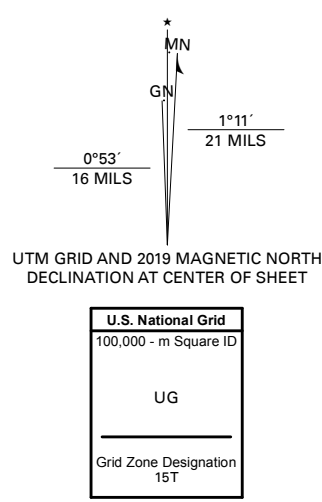 MN
GN
1°11´
21 MILS
0°53´
16 MILS
UTM GRID AND 2019 MAGNETIC NORTH
DECLINATION AT CENTER OF SHEET
U.S. National Grid
100,000 - m Square ID
UG
Grid Zone Designation
15T